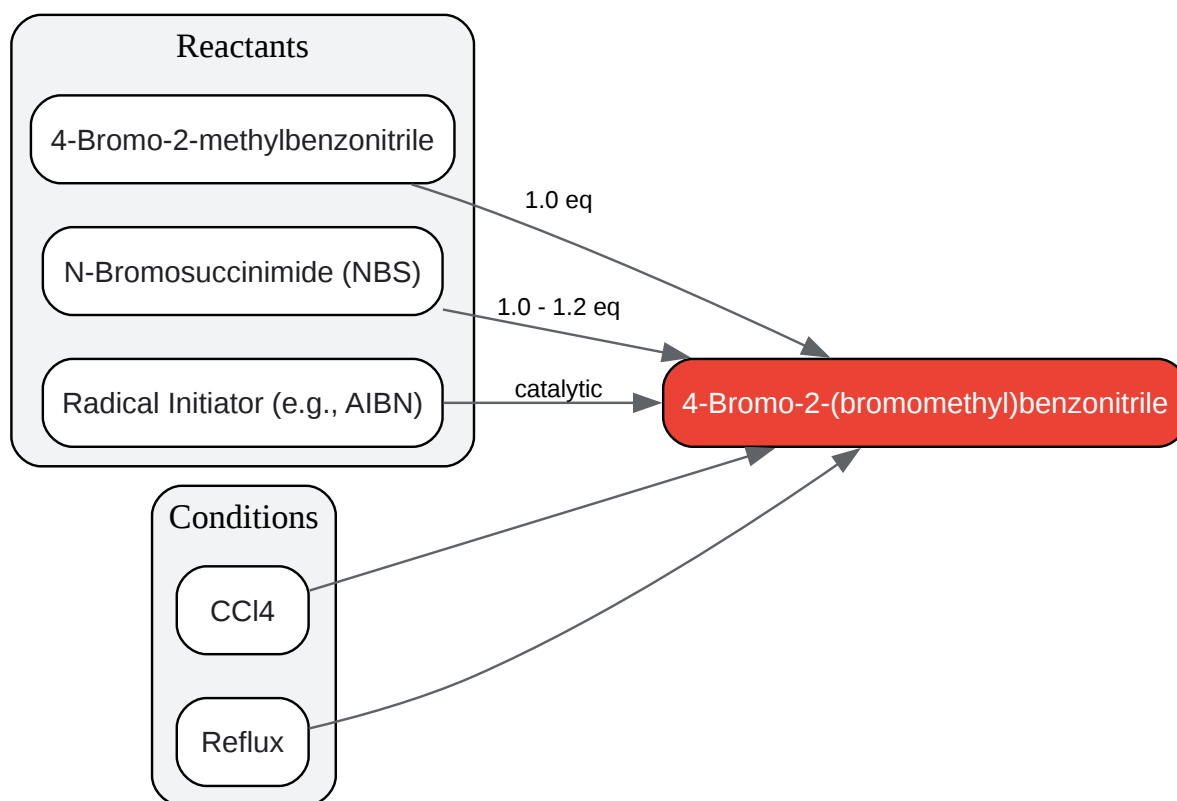 Reactants
4-Bromo-2-methylbenzonitrile
1.0 eq
N-Bromosuccinimide (NBS)
1.0 - 1.2 eq
Radical Initiator (e.g., AIBN)
catalytic
4-Bromo-2-(bromomethyl)benzonitrile
Conditions
CCl4
Reflux